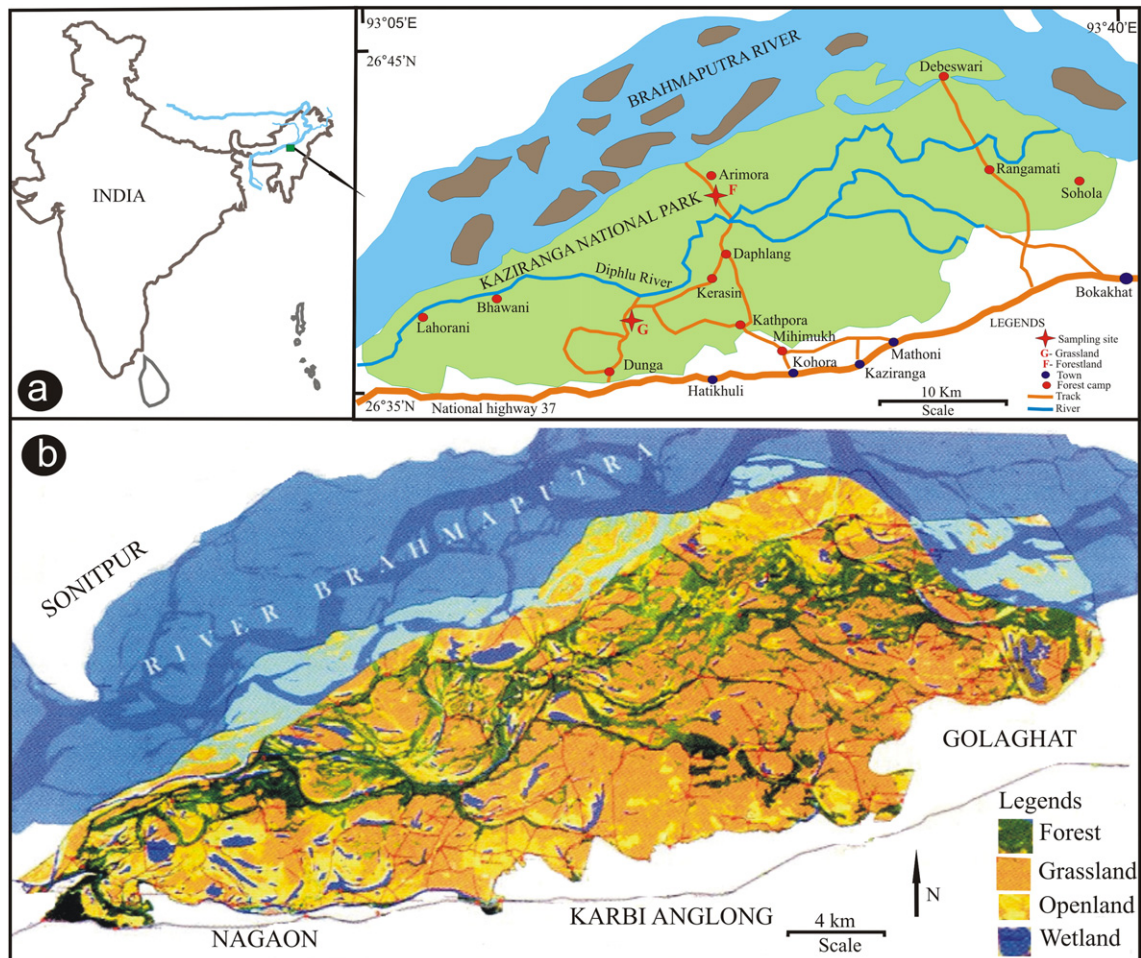 a
INDIA
93°05'E
93°40'E
26°45'N
26°35'N
BRAHMAPUTRA RIVER
KAZIRANGA NATIONAL PARK
Debeswari
Rangamati
Sohola
Arimora
F
Daphlang
Diphlu River
Kerasin
Bhawani
Lahorani
G
Kathpora
Mihimukh
Dunga
Bokakhat
Mathoni
Kohora
Kaziranga
Hatikhuli
National highway 37
10 Km
Scale
LEGENDS
Sampling site
G- Grassland
F- Forestland
Town
Forest camp
Track
River
b
SONITPUR
RIVER BRAHMAPUTRA
GOLAGHAT
KARBI ANGLONG
NAGAON
N
4 km
Scale
Legends
Forest
Grassland
Openland
Wetland